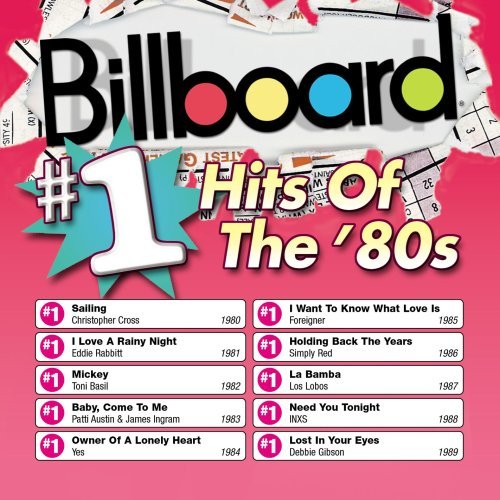 Billboard®
#1 Hits Of
The '80s
#1 Sailing
Christopher Cross 1980
#1 I Love A Rainy Night
Eddie Rabbitt 1981
#1 Mickey
Toni Basil 1982
#1 Baby, Come To Me
Patti Austin & James Ingram 1983
#1 Owner Of A Lonely Heart
Yes 1984
#1 I Want To Know What Love Is
Foreigner 1985
#1 Holding Back The Years
Simply Red 1986
#1 La Bamba
Los Lobos 1987
#1 Need You Tonight
INXS 1988
#1 Lost In Your Eyes
Debbie Gibson 1989